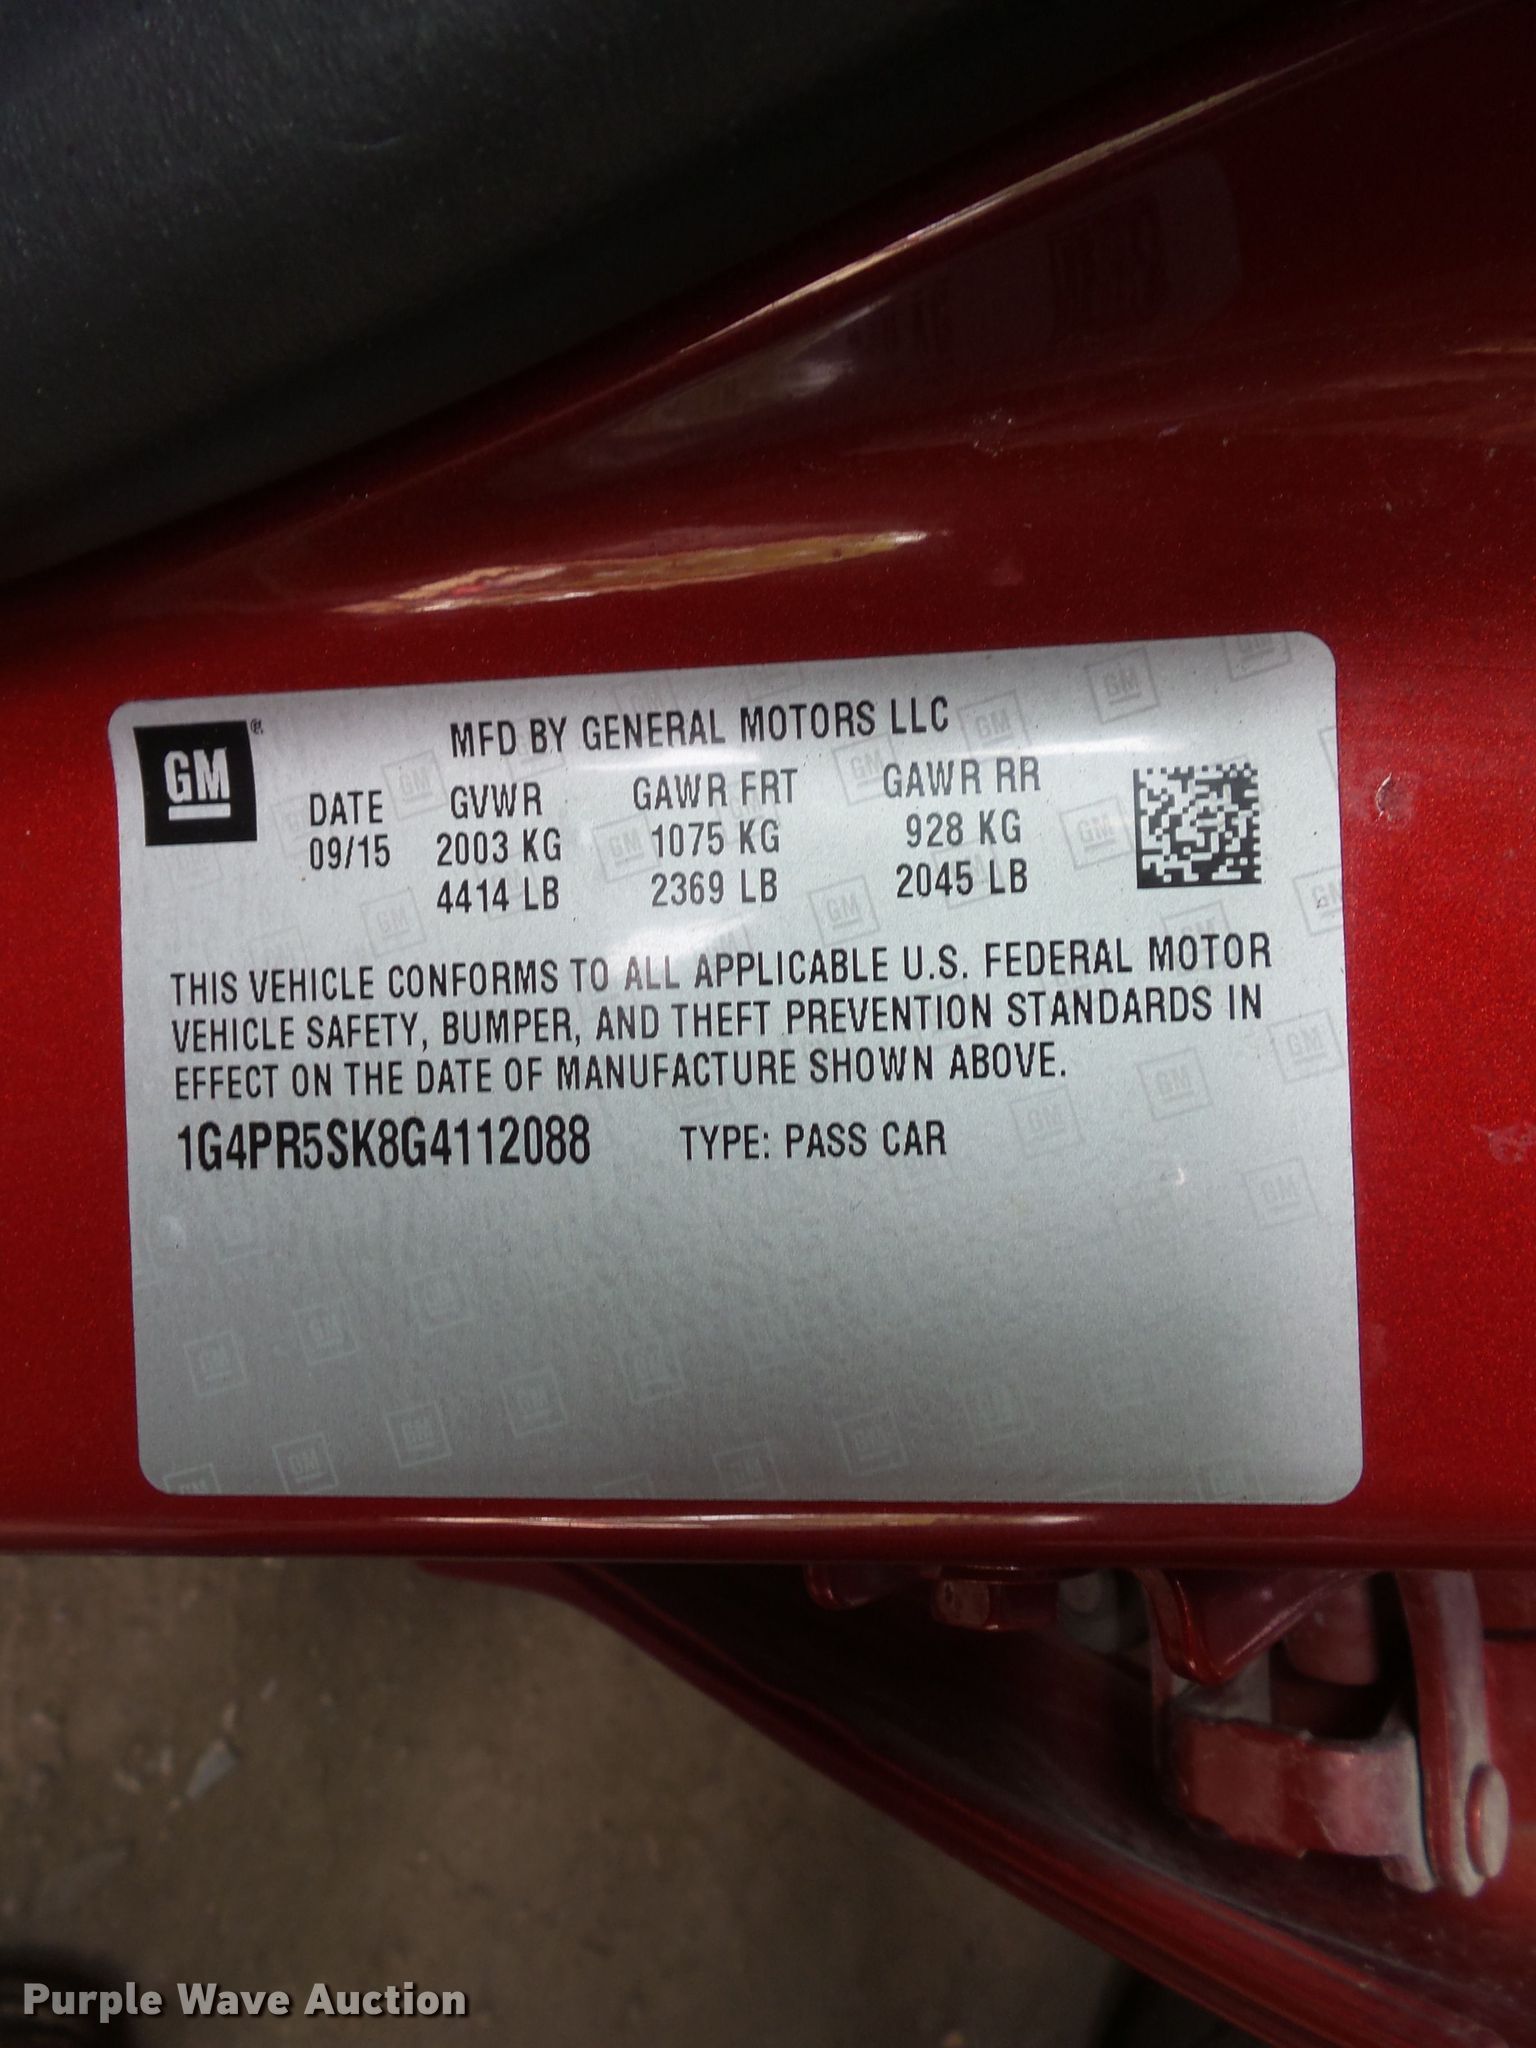 GM®
MFD BY GENERAL MOTORS LLC
DATE GVWR GAWR FRT GAWR RR
09/15 2003 KG 1075 KG 928 KG
4414 LB 2369 LB 2045 LB
THIS VEHICLE CONFORMS TO ALL APPLICABLE U.S. FEDERAL MOTOR
VEHICLE SAFETY, BUMPER, AND THEFT PREVENTION STANDARDS IN
EFFECT ON THE DATE OF MANUFACTURE SHOWN ABOVE.
1G4PR5SK8G4112088 TYPE: PASS CAR
Purple Wave Auction